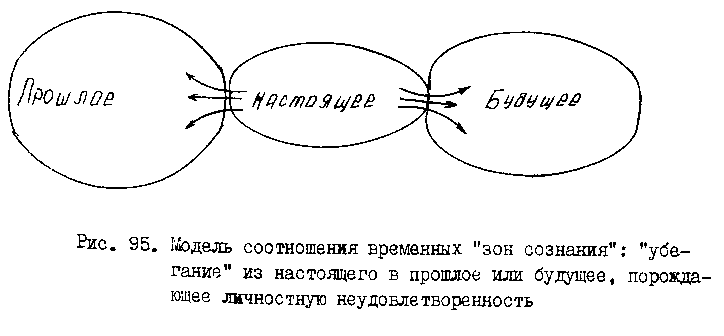 Прошлое
Настоящее
Будущее
Рис. 95. Модель соотношения временных "зон сознания": "убе-
гание" из настоящего в прошлое или будущее, порожда-
ющее личностную неудовлетворенность